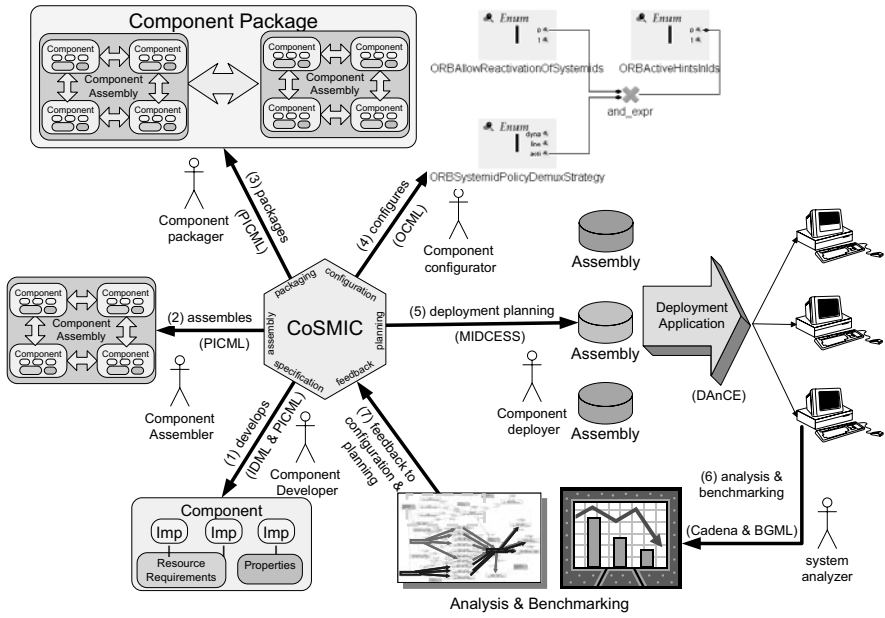 Component Package
Component
Component
Component
Assembly
Component
Component
Component
Component
Component
Assembly
Component
Component
Enum
ORBAllowReactivationOfSystemids
Enum
ORBActiveHintsInIds
and_expr
Enum
dyna
line
acti
ORBSystemidPolicyDemuxStrategy
(3) packages
(PICML)
Component
packager
(4) configures
(OCML)
Component
configurator
Component
Component
Component
Assembly
Component
Component
(2) assembles
(PICML)
Component
Assembler
CoSMIC
packaging
configuration
assembly
planning
specification
feedback
(5) deployment planning
(MIDCESS)
Component
deployer
Assembly
Assembly
Assembly
Deployment
Application
(DAnCE)
(1) develops
(IDML & PICML)
Component
Developer
(7) feedback to
configuration &
planning
(6) analysis &
benchmarking
(Cadena & BGML)
system
analyzer
Component
Imp
Imp
Imp
Resource
Requirements
Properties
Analysis & Benchmarking